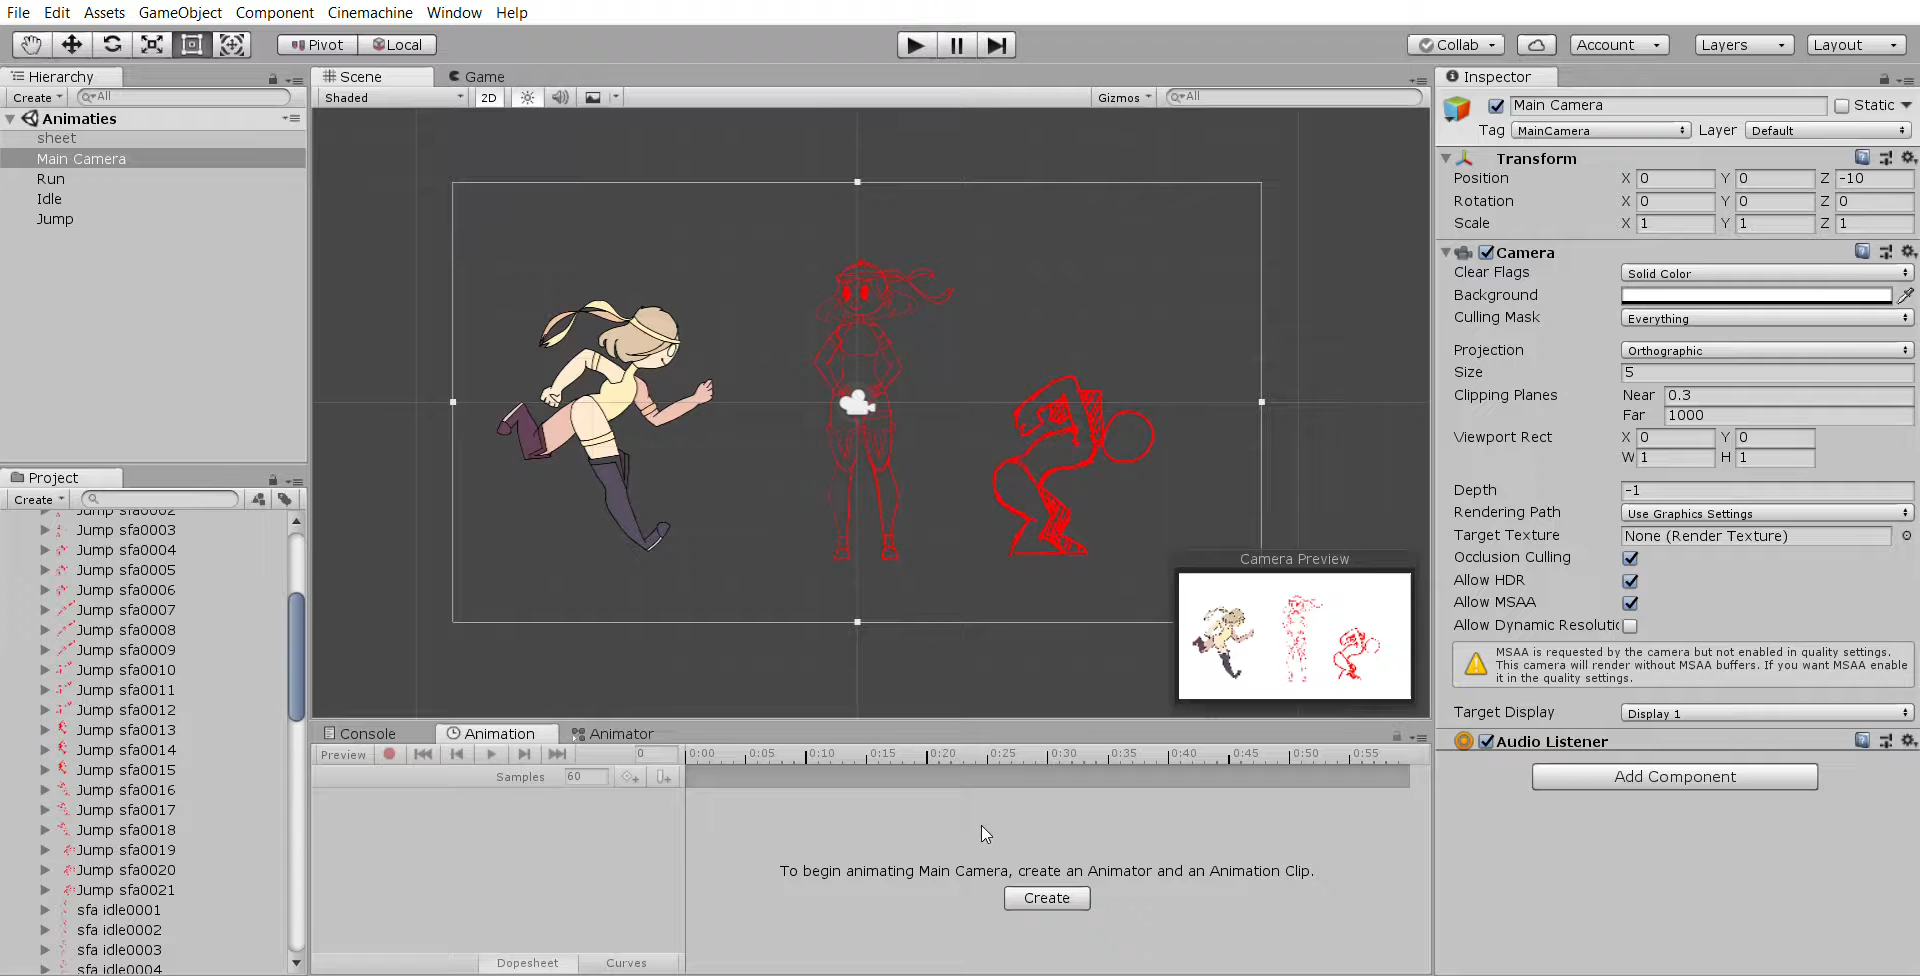 File Edit Assets GameObject Component Cinemachine Window Help
Pivot Local Collab Account Layers Layout
Hierarchy
Create All
Animaties
sheet
Main Camera
Run
Idle
Jump
Project
Create
Jump sfa0002
Jump sfa0003
Jump sfa0004
Jump sfa0005
Jump sfa0006
Jump sfa0007
Jump sfa0008
Jump sfa0009
Jump sfa0010
Jump sfa0011
Jump sfa0012
Jump sfa0013
Jump sfa0014
Jump sfa0015
Jump sfa0016
Jump sfa0017
Jump sfa0018
Jump sfa0019
Jump sfa0020
Jump sfa0021
sfa idle0001
sfa idle0002
sfa idle0003
sfa idle0004
Scene Game
Shaded 2D Gizmos All
Camera Preview
Console Animation Animator
Preview 0 0:00 0:05 0:10 0:15 0:20 0:25 0:30 0:35 0:40 0:45 0:50 0:55
Samples 60
To begin animating Main Camera, create an Animator and an Animation Clip.
Create
Dopesheet Curves
Inspector
Main Camera Static
Tag MainCamera Layer Default
Transform
Position X 0 Y 0 Z -10
Rotation X 0 Y 0 Z 0
Scale X 1 Y 1 Z 1
Camera
Clear Flags Solid Color
Background
Culling Mask Everything
Projection Orthographic
Size 5
Clipping Planes Near 0.3
Far 1000
Viewport Rect X 0 Y 0
W 1 H 1
Depth -1
Rendering Path Use Graphics Settings
Target Texture None (Render Texture)
Occlusion Culling
Allow HDR
Allow MSAA
Allow Dynamic Resolutic
MSAA is requested by the camera but not enabled in quality settings.
This camera will render without MSAA buffers. If you want MSAA enable
it in the quality settings.
Target Display Display 1
Audio Listener
Add Component